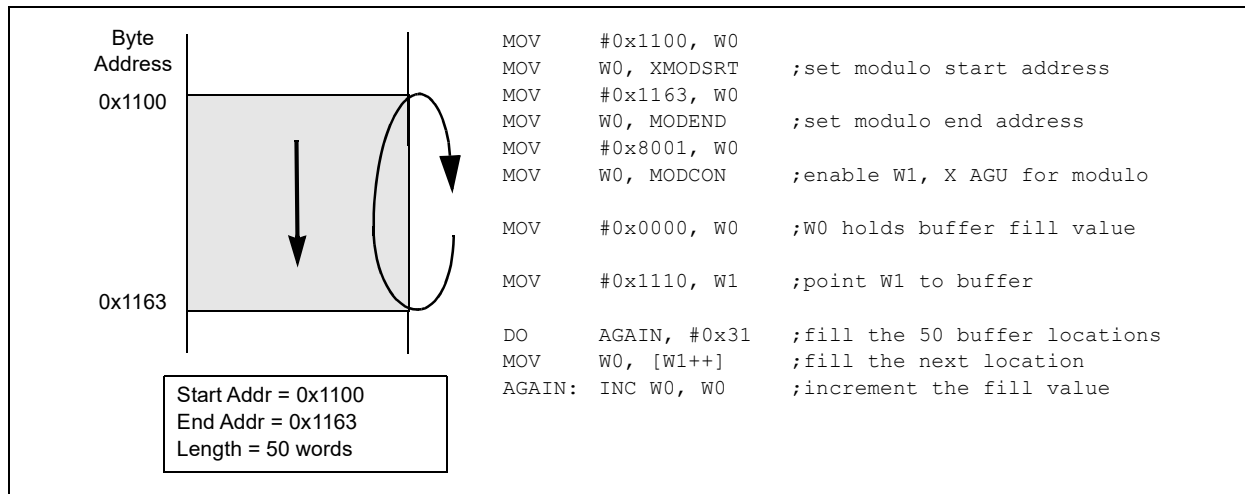 Byte
Address
0x1100
0x1163
Start Addr = 0x1100
End Addr = 0x1163
Length = 50 words
MOV #0x1100, W0
MOV W0, XMODSRT ;set modulo start address
MOV #0x1163, W0
MOV W0, MODEND ;set modulo end address
MOV #0x8001, W0
MOV W0, MODCON ;enable W1, X AGU for modulo
MOV #0x0000, W0 ;W0 holds buffer fill value
MOV #0x1110, W1 ;point W1 to buffer
DO AGAIN, #0x31 ;fill the 50 buffer locations
MOV W0, [W1++] ;fill the next location
AGAIN: INC W0, W0 ;increment the fill value